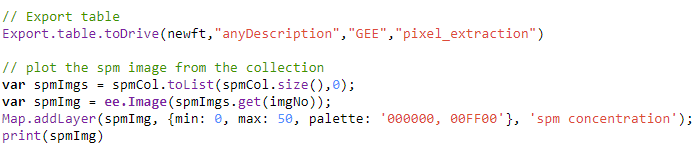 // Export table
Export.table.toDrive(newft,"anyDescription","GEE","pixel_extraction")
// plot the spm image from the collection
var spmImgs = spmCol.toList(spmCol.size(),0);
var spmImg = ee.Image(spmImgs.get(imgNo));
Map.addLayer(spmImg, {min: 0, max: 50, palette: '000000, 00FF00'}, 'spm concentration');
print(spmImg)